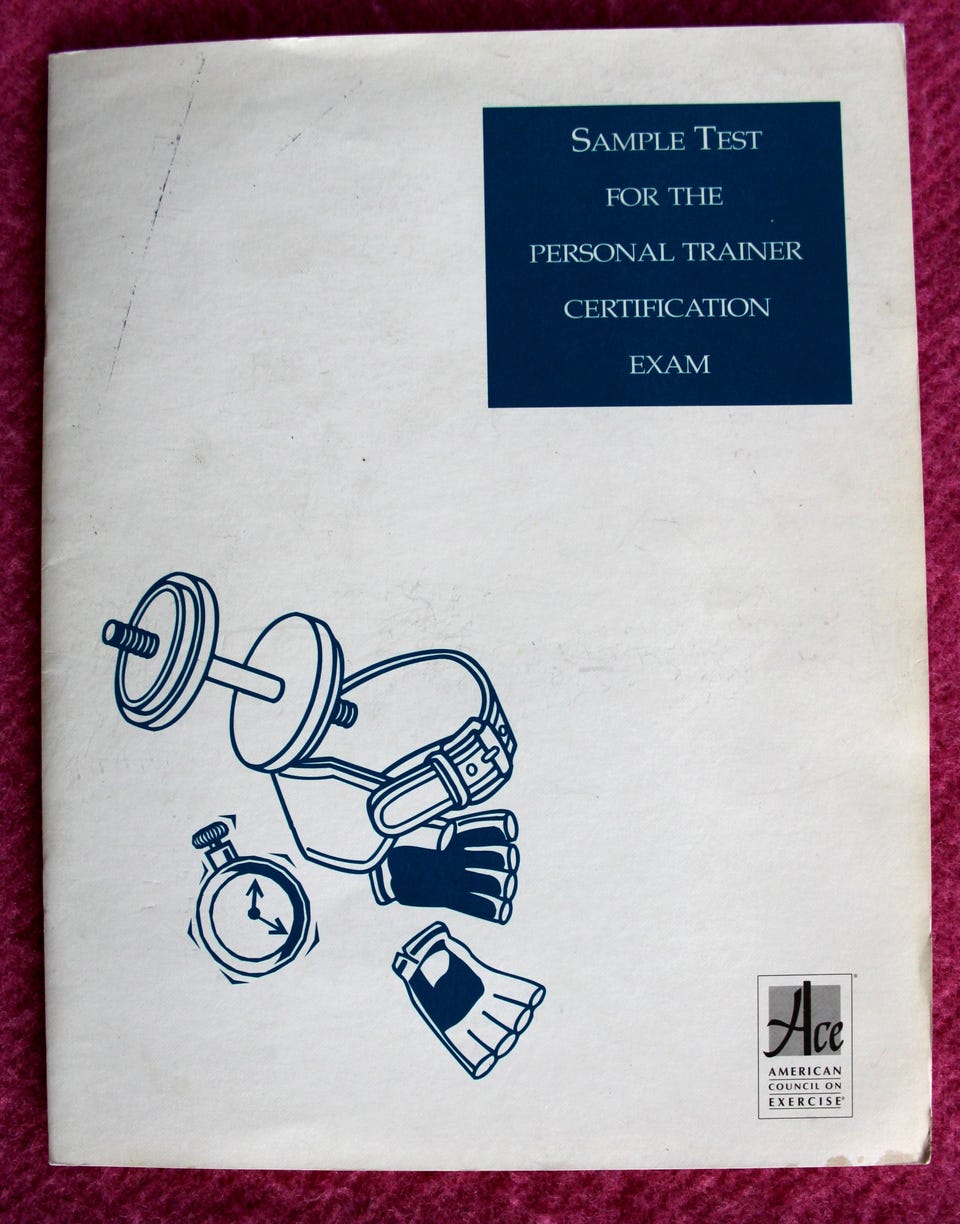 SAMPLE TEST
FOR THE
PERSONAL TRAINER
CERTIFICATION
EXAM
Ace®
AMERICAN
COUNCIL ON
EXERCISE®